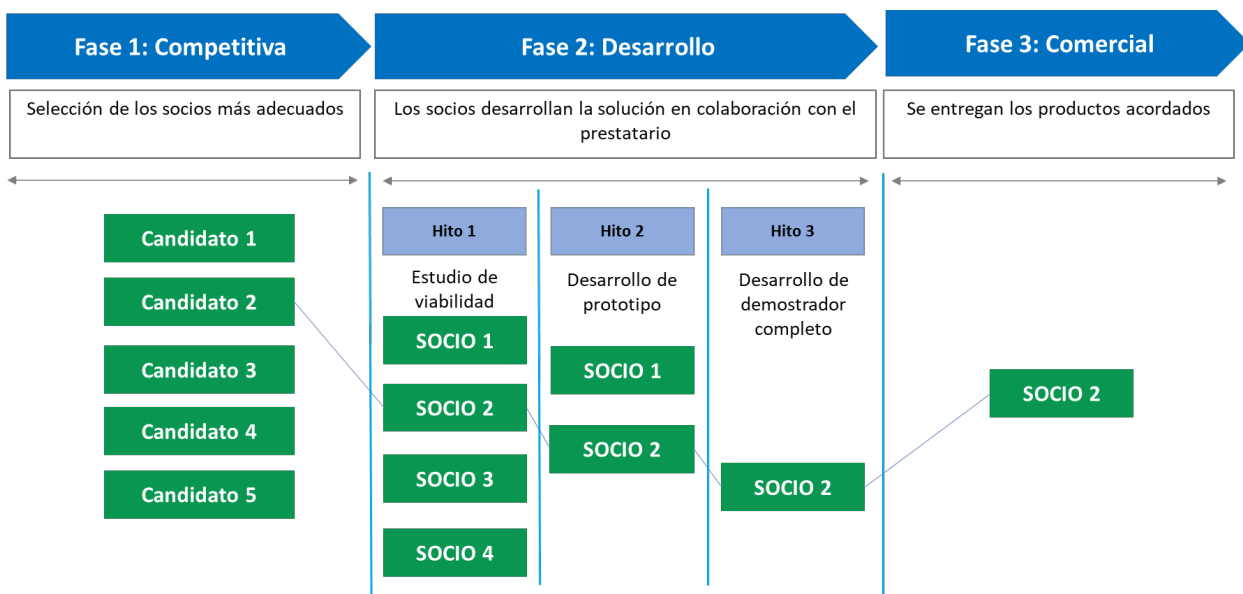 Fase 1: Competitiva
Fase 2: Desarrollo
Fase 3: Comercial
Selección de los socios más adecuados
Los socios desarrollan la solución en colaboración con el
prestatario
Se entregan los productos acordados
Candidato 1
Candidato 2
Candidato 3
Candidato 4
Candidato 5
Hito 1
Estudio de
viabilidad
SOCIO 1
SOCIO 2
SOCIO 3
SOCIO 4
Hito 2
Desarrollo de
prototipo
SOCIO 1
SOCIO 2
Hito 3
Desarrollo de
demostrador
completo
SOCIO 2
SOCIO 2